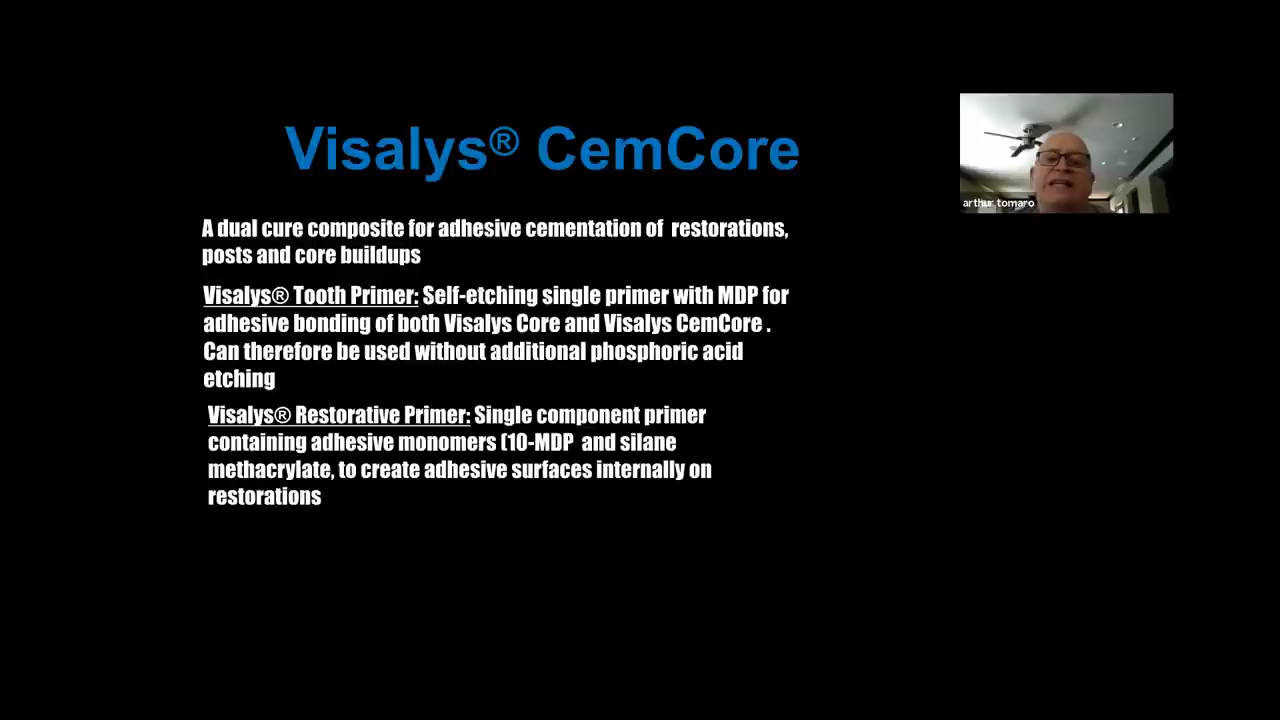 Visalys® CemCore
arthur tomaro
A dual cure composite for adhesive cementation of  restorations,
posts and core buildups
Visalys® Tooth Primer: Self-etching single primer with MDP for
adhesive bonding of both Visalys Core and Visalys CemCore .
Can therefore be used without additional phosphoric acid
etching
Visalys® Restorative Primer: Single component primer
containing adhesive monomers (10-MDP  and silane
methacrylate, to create adhesive surfaces internally on
restorations